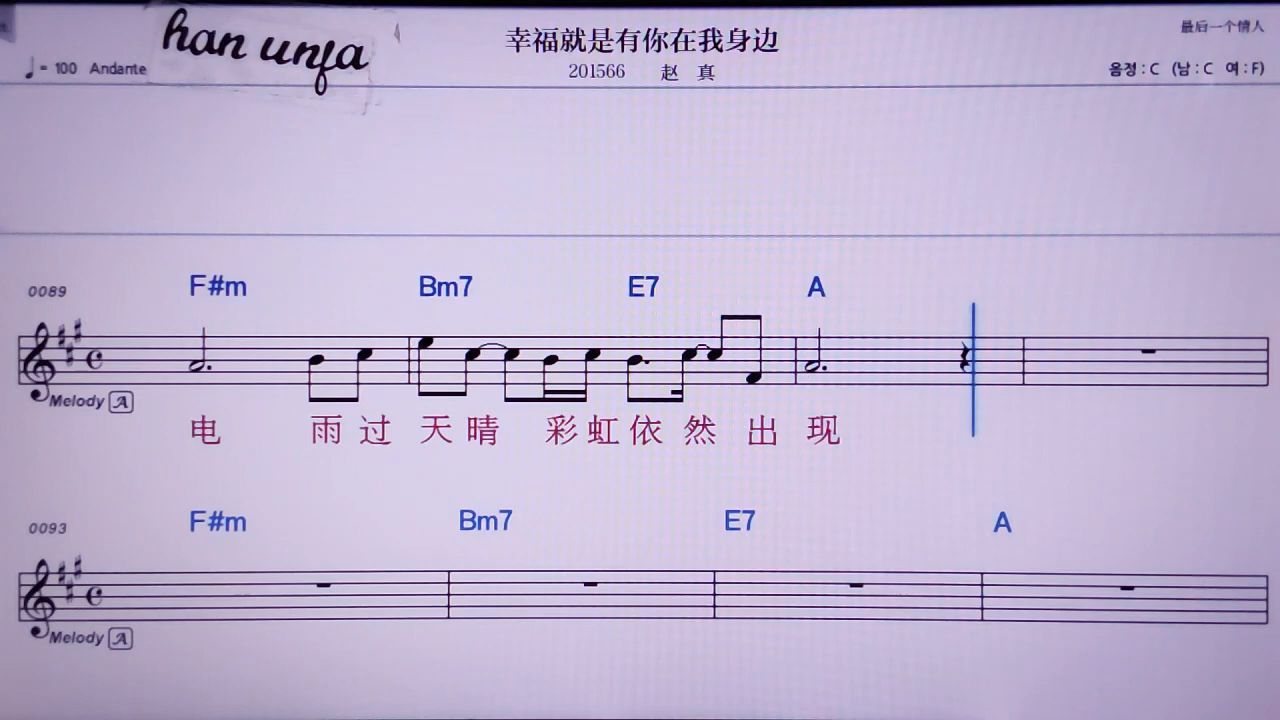 han unfa
幸福就是有你在我身边
最后一个情人
♩ = 100 Andante
201566 赵 真
음정 : C (남 : C 여 : F)
0089
F#m Bm7 E7 A
Melody A
电 雨 过 天 晴 彩 虹 依 然 出 现
0093
F#m Bm7 E7 A
Melody A